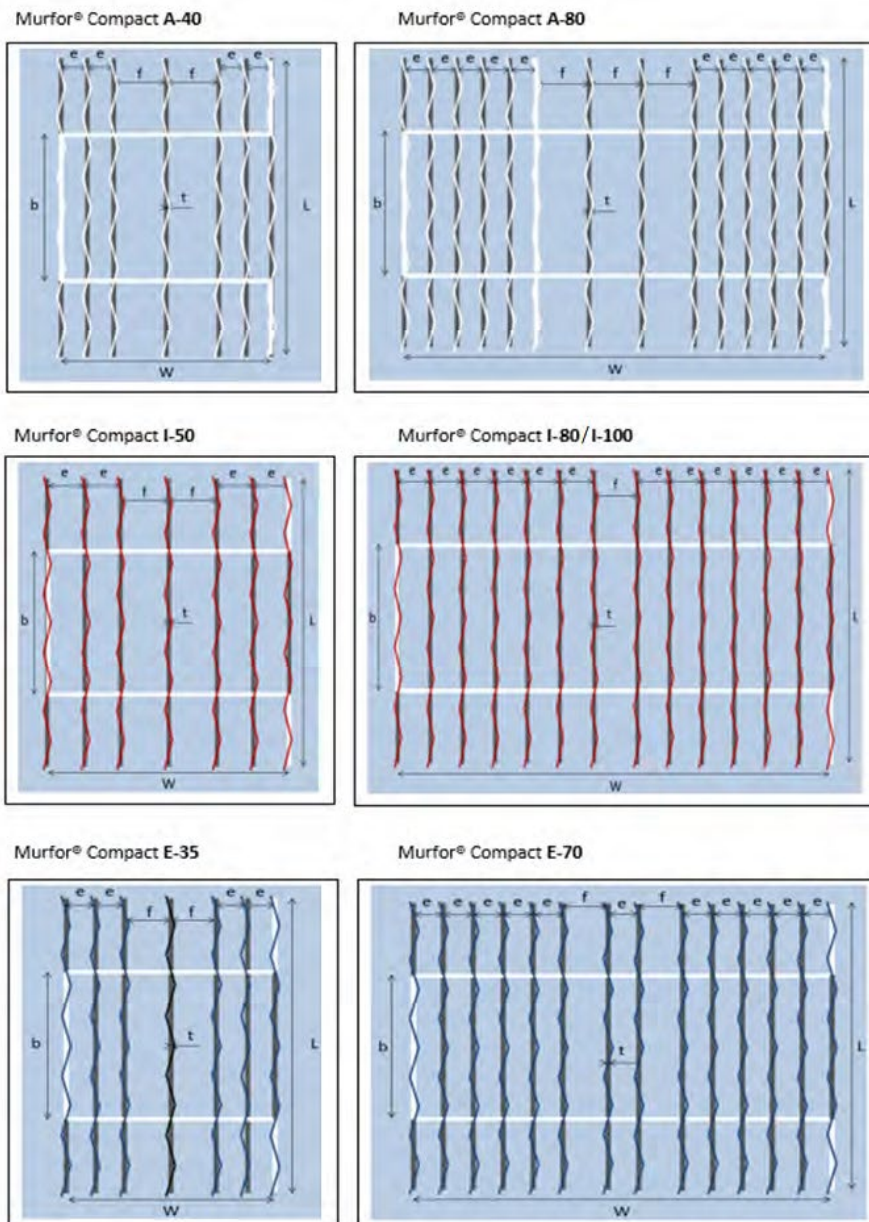 Murfor® Compact A-40
Murfor® Compact A-80
e e f f e e
b t L
W
e e e e e f f f e e e e e
b t L
W
Murfor® Compact I-50
Murfor® Compact I-80/I-100
e e f f e e
b t L
W
e e e e e e f e e e e e
b t L
W
Murfor® Compact E-35
Murfor® Compact E-70
e e f f e e
b t L
W
e e e e e f e f e e e e e
b t L
W